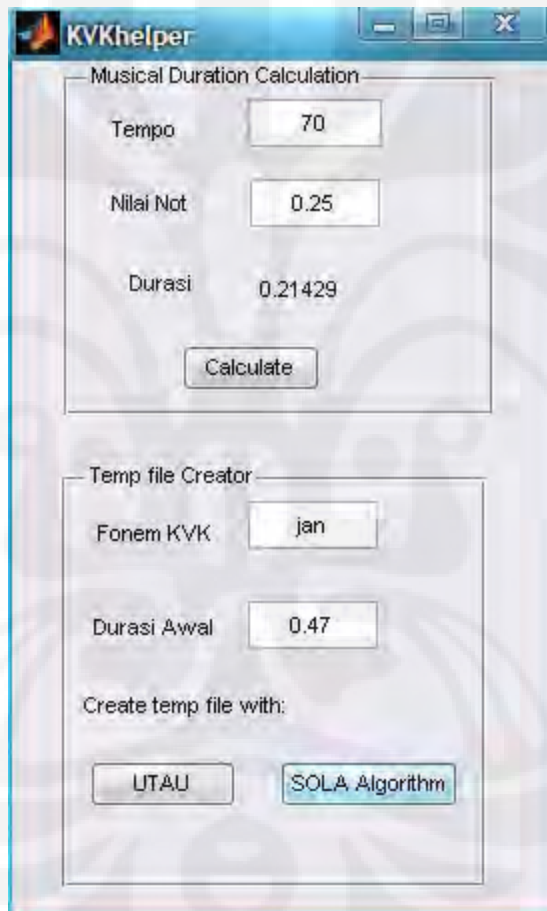 KVKhelper
Musical Duration Calculation
Tempo 70
Nilai Not 0.25
Durasi 0.21429
Calculate
Temp file Creator
Fonem KVK jan
Durasi Awal 0.47
Create temp file with:
UTAU SOLA Algorithm